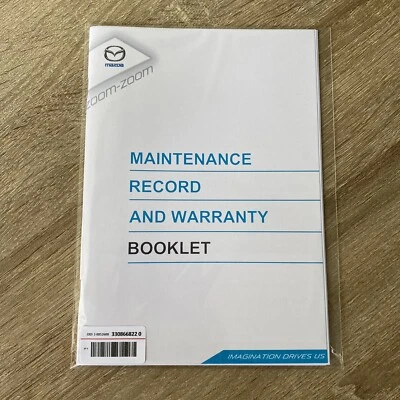 mazda
zoom-zoom
MAINTENANCE
RECORD
AND WARRANTY
BOOKLET
330866822 0
IMAGINATION DRIVES US